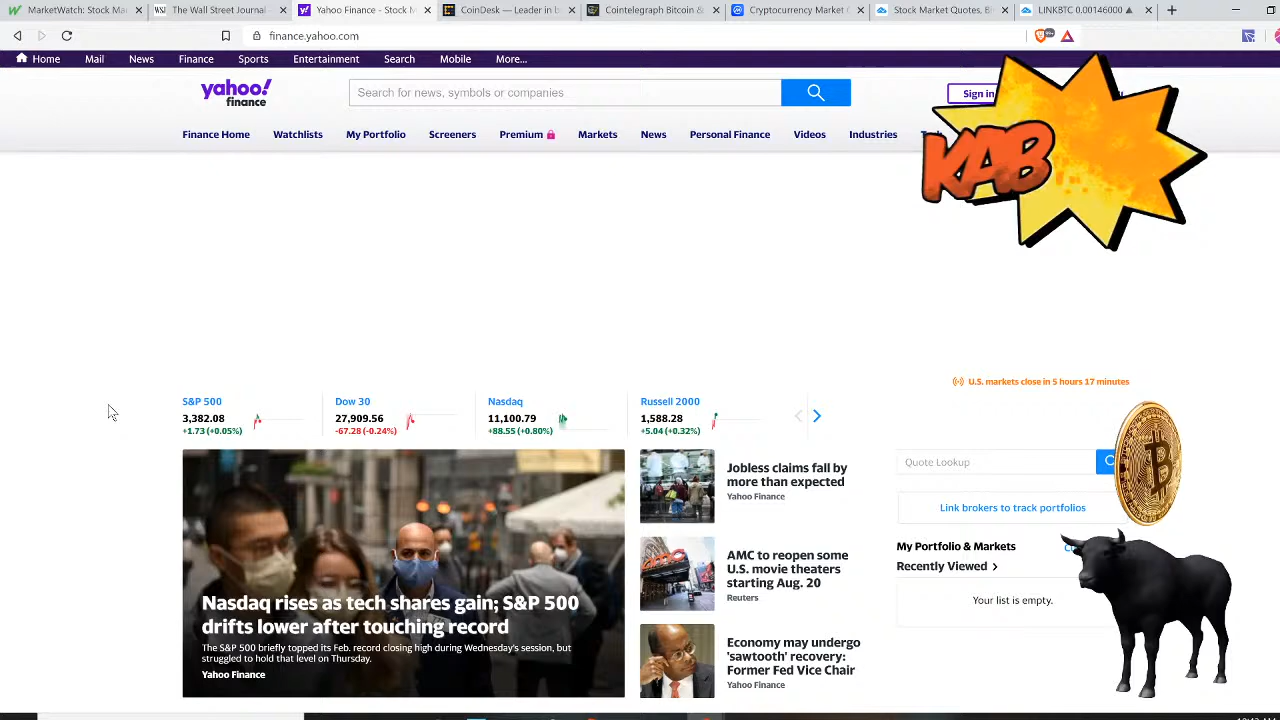 MarketWatch: Stock Mar
The Wall Street Journal
Yahoo Finance - Stock M
CoinDesk — Leader in b
Cointelegraph Bitcoin &
Cryptocurrency Market
Stock Market Quotes, B
LINKBTC 0.00146000 ▲
finance.yahoo.com
Home Mail News Finance Sports Entertainment Search Mobile More...
yahoo!
finance
Search for news, symbols or companies
Sign in
Finance Home Watchlists My Portfolio Screeners Premium Markets News Personal Finance Videos Industries
KAB
U.S. markets close in 5 hours 17 minutes
S&P 500
3,382.08
+1.73 (+0.05%)
Dow 30
27,909.56
-67.28 (-0.24%)
Nasdaq
11,100.79
+88.55 (+0.80%)
Russell 2000
1,588.28
+5.04 (+0.32%)
Nasdaq rises as tech shares gain; S&P 500
drifts lower after touching record
The S&P 500 briefly topped its Feb. record closing high during Wednesday's session, but
struggled to hold that level on Thursday.
Yahoo Finance
Jobless claims fall by
more than expected
Yahoo Finance
AMC to reopen some
U.S. movie theaters
starting Aug. 20
Reuters
Economy may undergo
'sawtooth' recovery:
Former Fed Vice Chair
Yahoo Finance
Quote Lookup
Link brokers to track portfolios
My Portfolio & Markets
Recently Viewed >
Your list is empty.